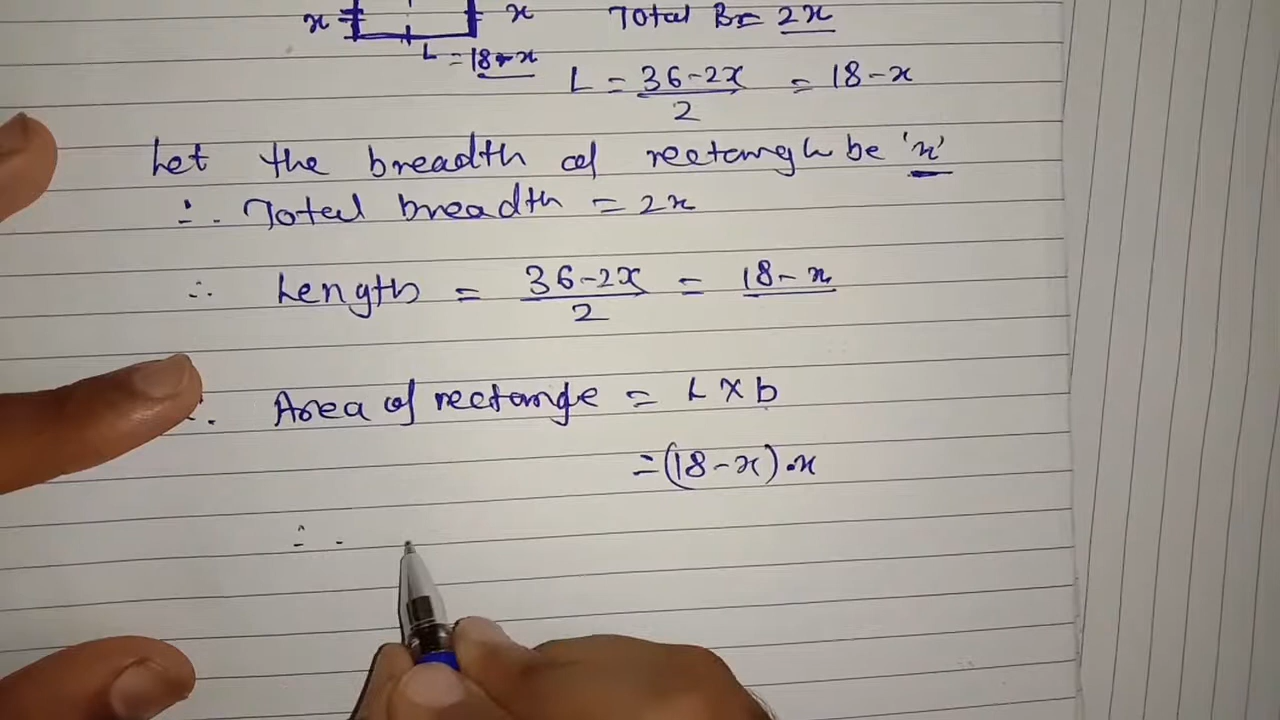 x x Total B= 2x
L = 18-x
L = 36-2x/2 = 18-x
Let the breadth of rectangle be 'x'
∴ Total breadth = 2x
∴ Length = 36-2x/2 = 18-x
∴ Area of rectangle = L × b
= (18-x).x
∴